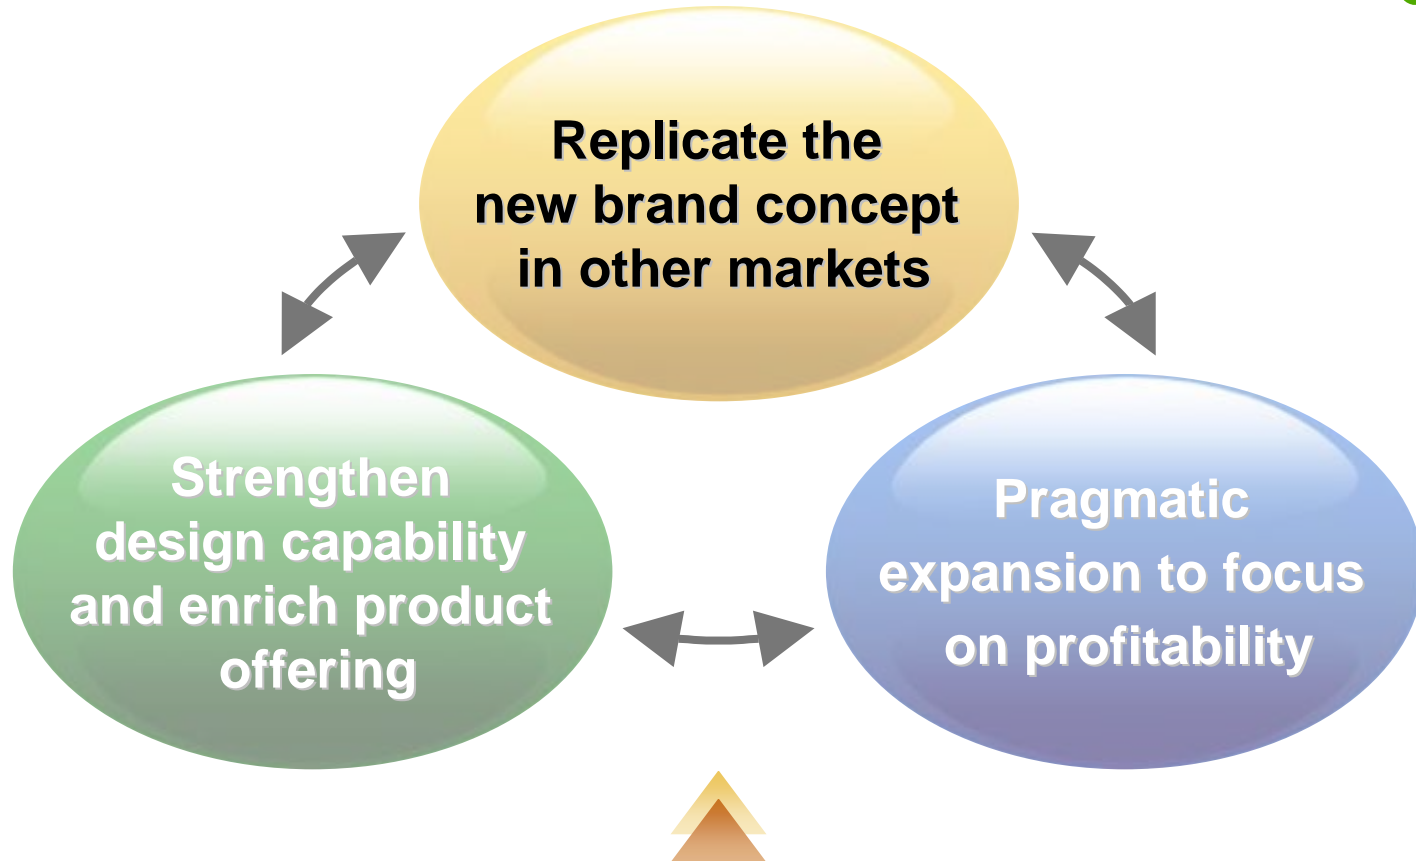 Replicate the
new brand concept
in other markets
Strengthen
design capability
and enrich product
offering
Pragmatic
expansion to focus
on profitability